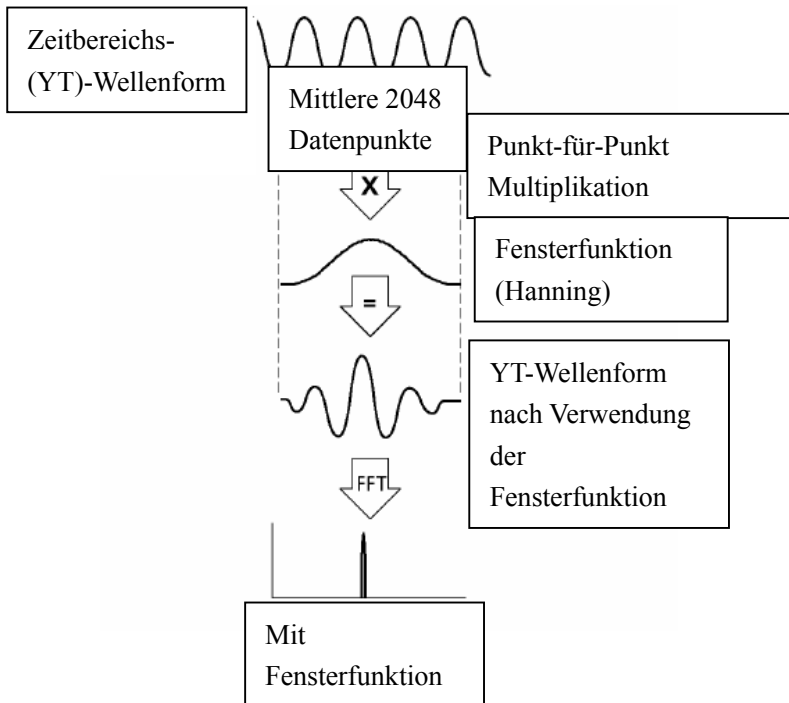 Zeitbereichs-
(YT)-Wellenform
Mittlere 2048
Datenpunkte
Punkt-für-Punkt
Multiplikation
X
Fensterfunktion
(Hanning)
=
YT-Wellenform
nach Verwendung
der
Fensterfunktion
FFT
Mit
Fensterfunktion